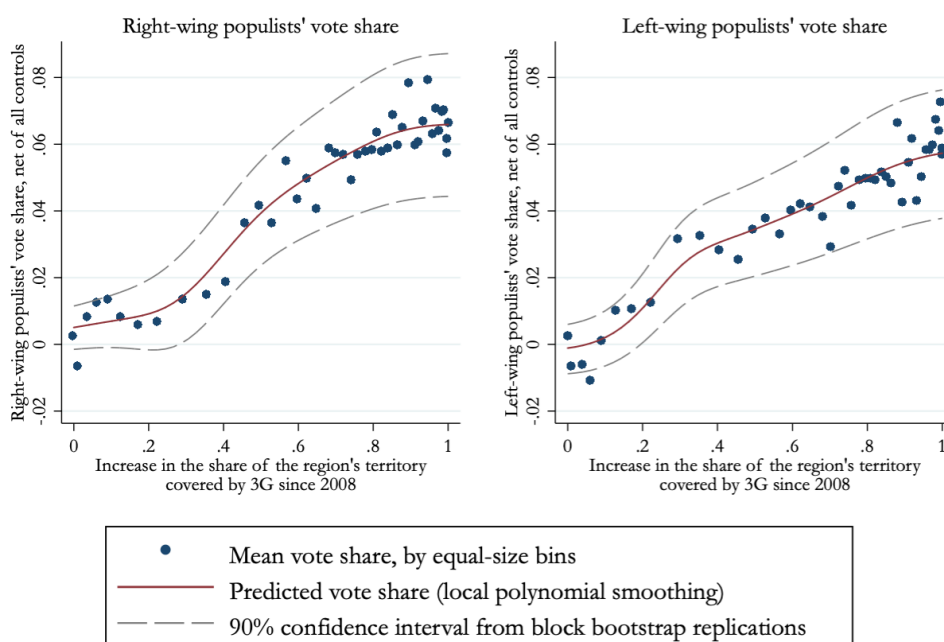 Right-wing populists' vote share
Right-wing populists' vote share, net of all controls
.08
.06
.04
.02
0
-.02
0
.2
.4
.6
.8
1
Increase in the share of the region's territory
covered by 3G since 2008
Left-wing populists' vote share
Left-wing populists' vote share, net of all controls
.08
.06
.04
.02
0
-.02
0
.2
.4
.6
.8
1
Increase in the share of the region's territory
covered by 3G since 2008
Mean vote share, by equal-size bins
Predicted vote share (local polynomial smoothing)
90% confidence interval from block bootstrap replications